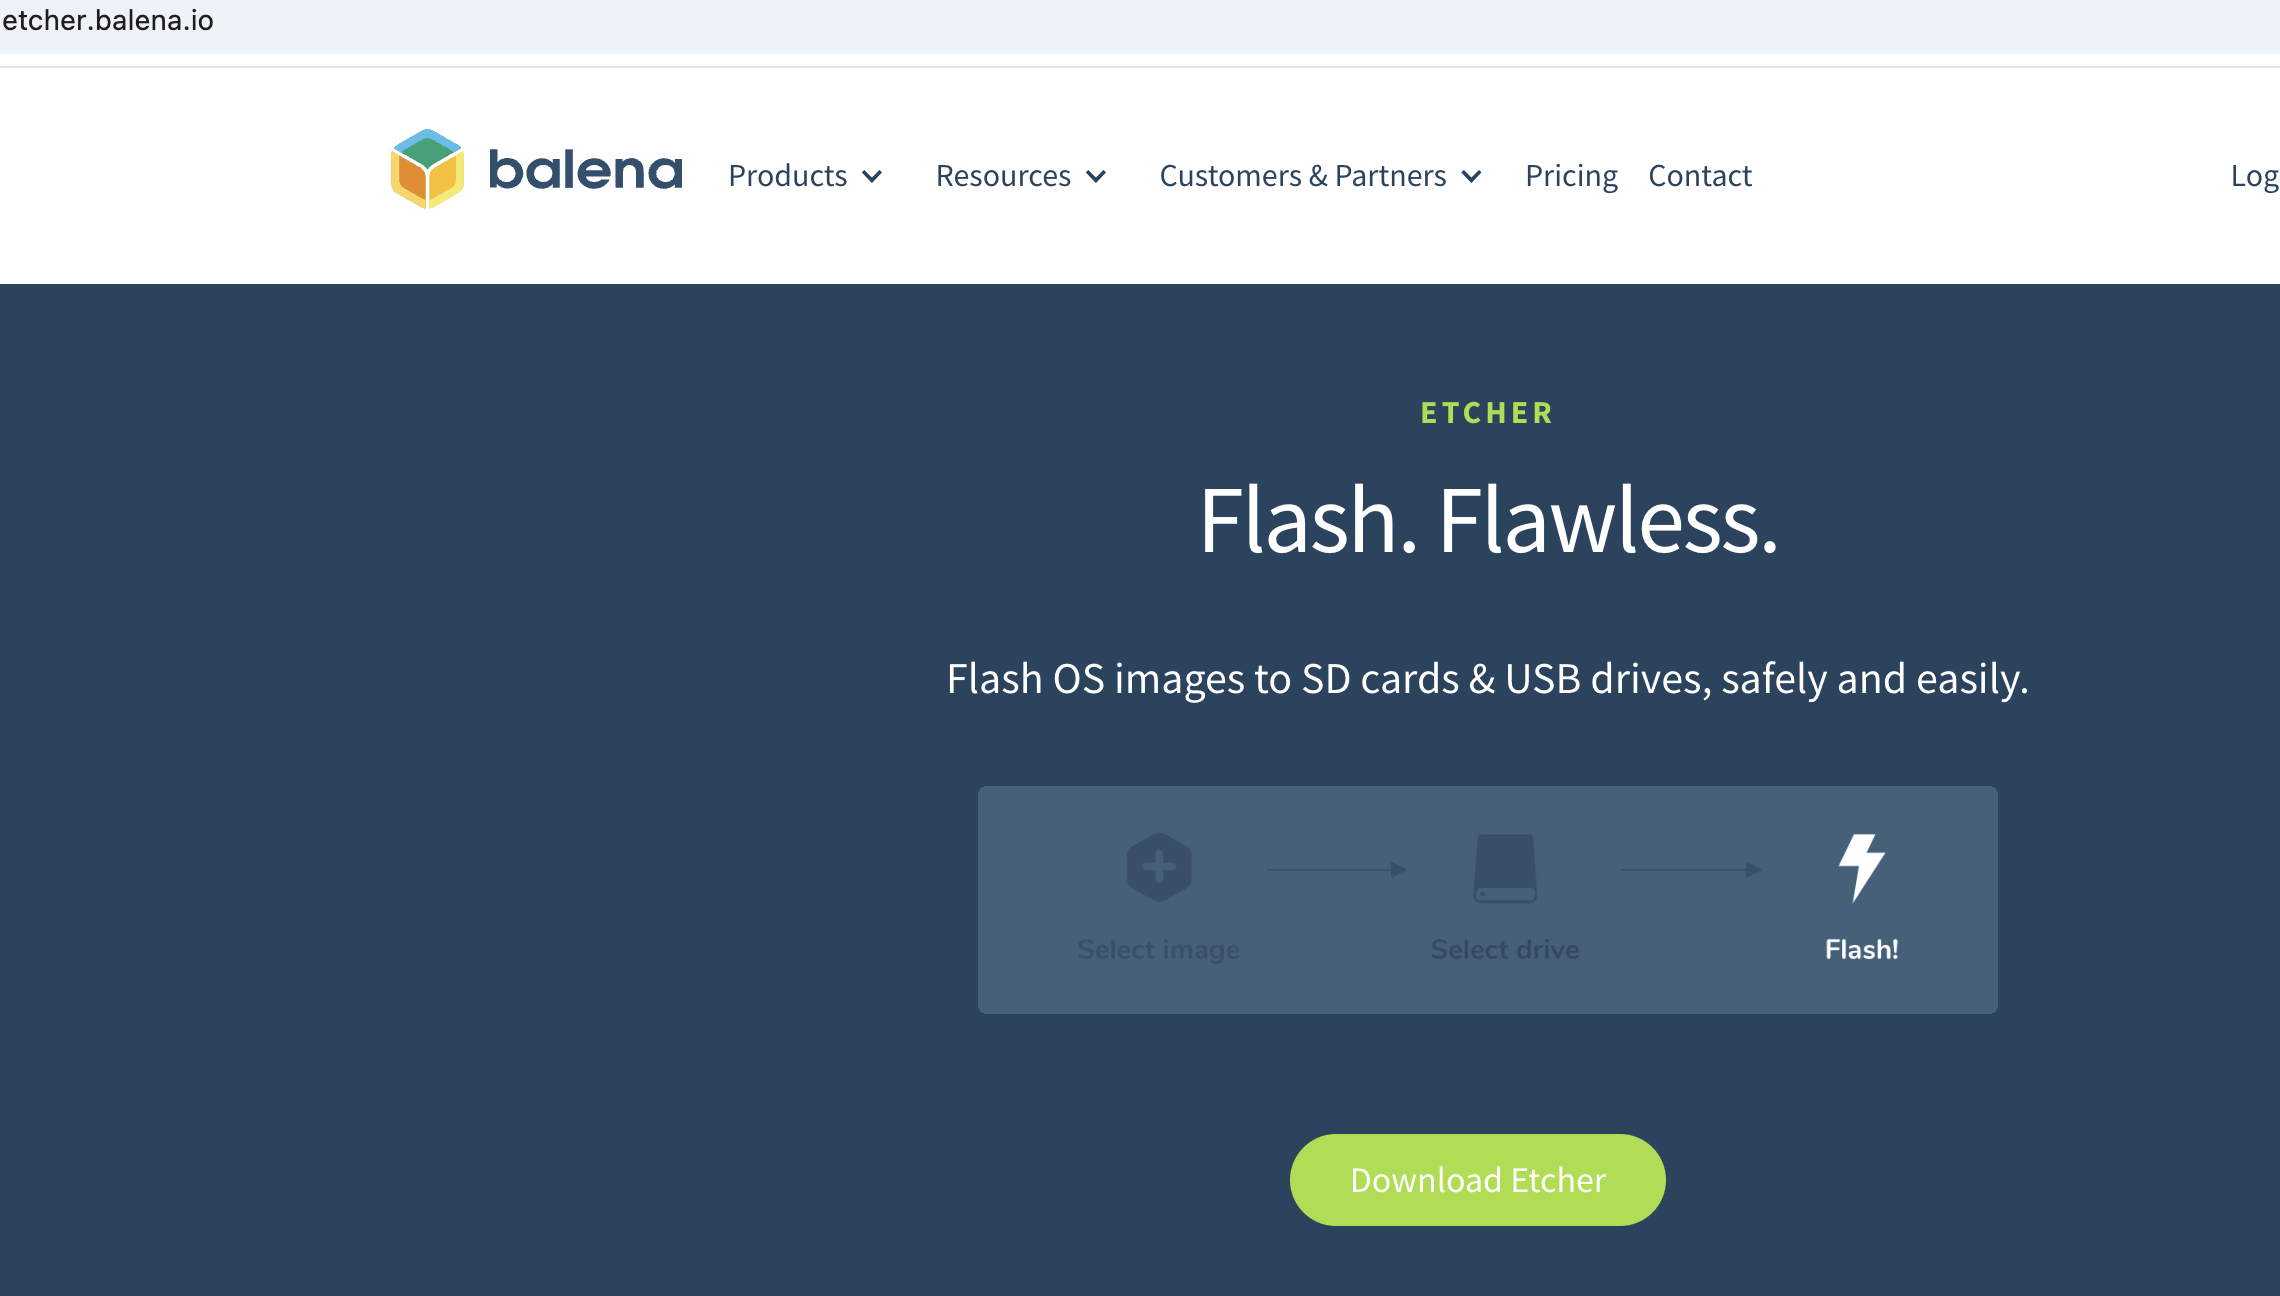 etcher.balena.io
balena Products Resources Customers & Partners Pricing Contact Log
ETCHER
Flash. Flawless.
Flash OS images to SD cards & USB drives, safely and easily.
Select image Select drive Flash!
Download Etcher